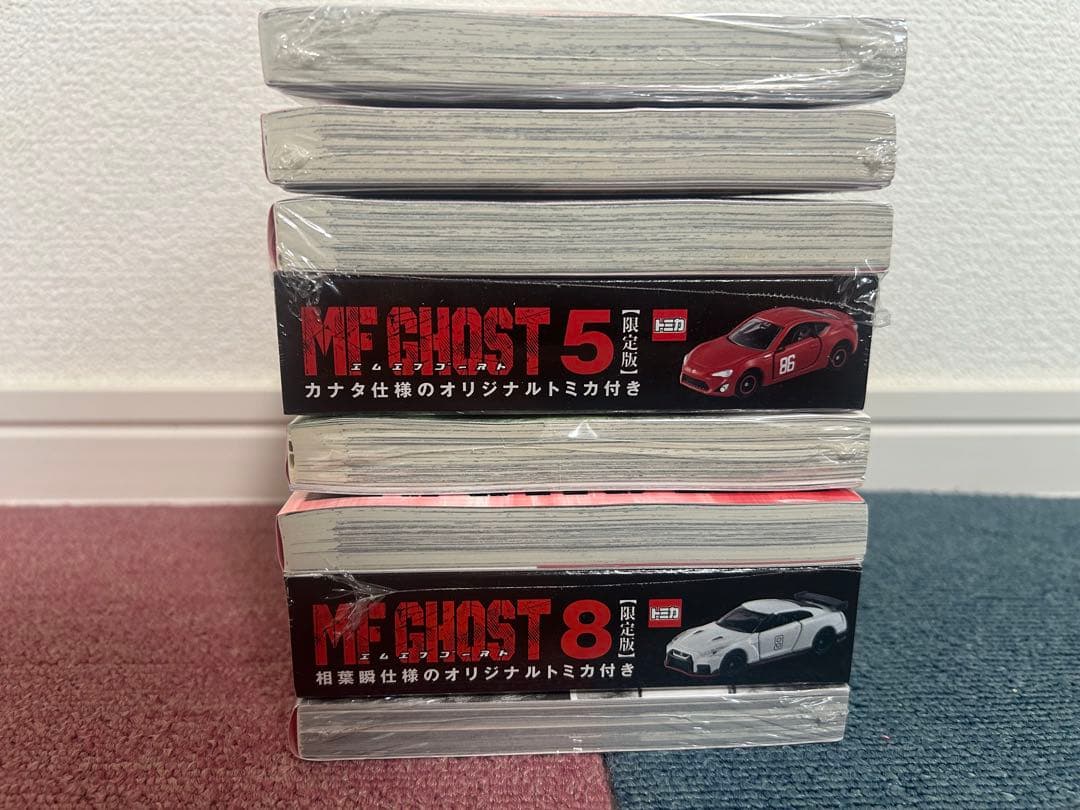 MF GHOST 5【限定版】
エムエフゴースト
トミカ
カナタ仕様のオリジナルトミカ付き
86
MF GHOST 8【限定版】
エムエフゴースト
トミカ
相葉瞬仕様のオリジナルトミカ付き